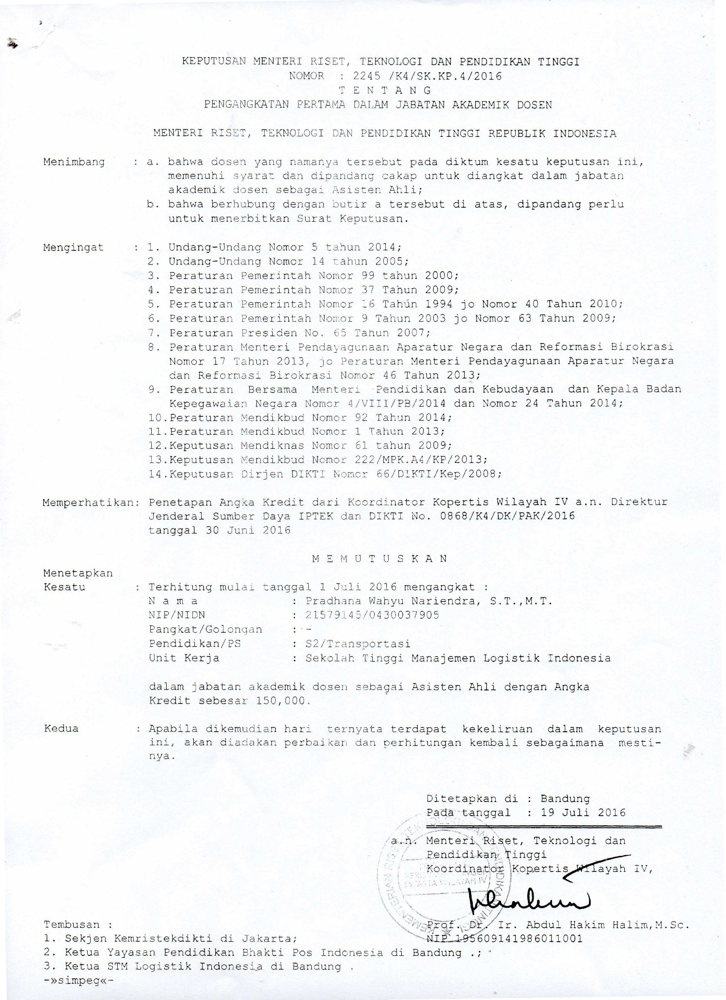 KEPUTUSAN MENTERI RISET, TEKNOLOGI DAN PENDIDIKAN TINGGI
NOMOR : 2245 /K4/SK.KP.4/2016
T E N T A N G
PENGANGKATAN PERTAMA DALAM JABATAN AKADEMIK DOSEN
MENTERI RISET, TEKNOLOGI DAN PENDIDIKAN TINGGI REPUBLIK INDONESIA
Menimbang : a. bahwa dosen yang namanya tersebut pada diktum kesatu keputusan ini,
memenuhi syarat dan dipandang cakap untuk diangkat dalam jabatan
akademik dosen sebagai Asisten Ahli;
b. bahwa berhubung dengan butir a tersebut di atas, dipandang perlu
untuk menerbitkan Surat Keputusan.
Mengingat : 1. Undang-Undang Nomor 5 tahun 2014;
2. Undang-Undang Nomor 14 tahun 2005;
3. Peraturan Pemerintah Nomor 99 tahun 2000;
4. Peraturan Pemerintah Nomor 37 Tahun 2009;
5. Peraturan Pemerintah Nomor 16 Tahun 1994 jo Nomor 40 Tahun 2010;
6. Peraturan Pemerintah Nomor 9 Tahun 2003 jo Nomor 63 Tahun 2009;
7. Peraturan Presiden No. 65 Tahun 2007;
8. Peraturan Menteri Pendayagunaan Aparatur Negara dan Reformasi Birokrasi
Nomor 17 Tahun 2013, jo Peraturan Menteri Pendayagunaan Aparatur Negara
dan Reformasi Birokrasi Nomor 46 Tahun 2013;
9. Peraturan Bersama Menteri Pendidikan dan Kebudayaan dan Kepala Badan
Kepegawaian Negara Nomor 4/VIII/PB/2014 dan Nomor 24 Tahun 2014;
10.Peraturan Mendikbud Nomor 92 Tahun 2014;
11.Peraturan Mendikbud Nomor 1 Tahun 2013;
12.Keputusan Mendiknas Nomor 61 tahun 2009;
13.Keputusan Mendikbud Nomor 222/MPK.A4/KP/2013;
14.Keputusan Dirjen DIKTI Nomor 66/DIKTI/Kep/2008;
Memperhatikan: Penetapan Angka Kredit dari Koordinator Kopertis Wilayah IV a.n. Direktur
Jenderal Sumber Daya IPTEK dan DIKTI No. 0868/K4/DK/PAK/2016
tanggal 30 Juni 2016
M E M U T U S K A N
Menetapkan
Kesatu : Terhitung mulai tanggal 1 Juli 2016 mengangkat :
N a m a : Pradhana Wahyu Nariendra, S.T.,M.T.
NIP/NIDN : 21579145/0430037905
Pangkat/Golongan : -
Pendidikan/PS : S2/Transportasi
Unit Kerja : Sekolah Tinggi Manajemen Logistik Indonesia
dalam jabatan akademik dosen sebagai Asisten Ahli dengan Angka
Kredit sebesar 150,000.
Kedua : Apabila dikemudian hari ternyata terdapat kekeliruan dalam keputusan
ini, akan diadakan perbaikan dan perhitungan kembali sebagaimana mesti-
nya.
Ditetapkan di : Bandung
Pada tanggal : 19 Juli 2016
a.n. Menteri Riset, Teknologi dan
Pendidikan Tinggi
Koordinator Kopertis Wilayah IV,
KEMENTERIAN RISET TEKNOLOGI DAN PENDIDIKAN TINGGI
SWASTA WILAYAH IV
Prof. Dr. Ir. Abdul Hakim Halim,M.Sc.
NIP 195609141986011001
Tembusan :
1. Sekjen Kemristekdikti di Jakarta;
2. Ketua Yayasan Pendidikan Bhakti Pos Indonesia di Bandung .;
3. Ketua STM Logistik Indonesia di Bandung .
-»simpeg«-